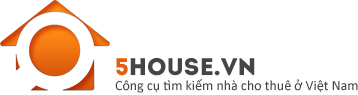 5HOUSE.VN
Công cụ tìm kiếm nhà cho thuê ở Việt Nam